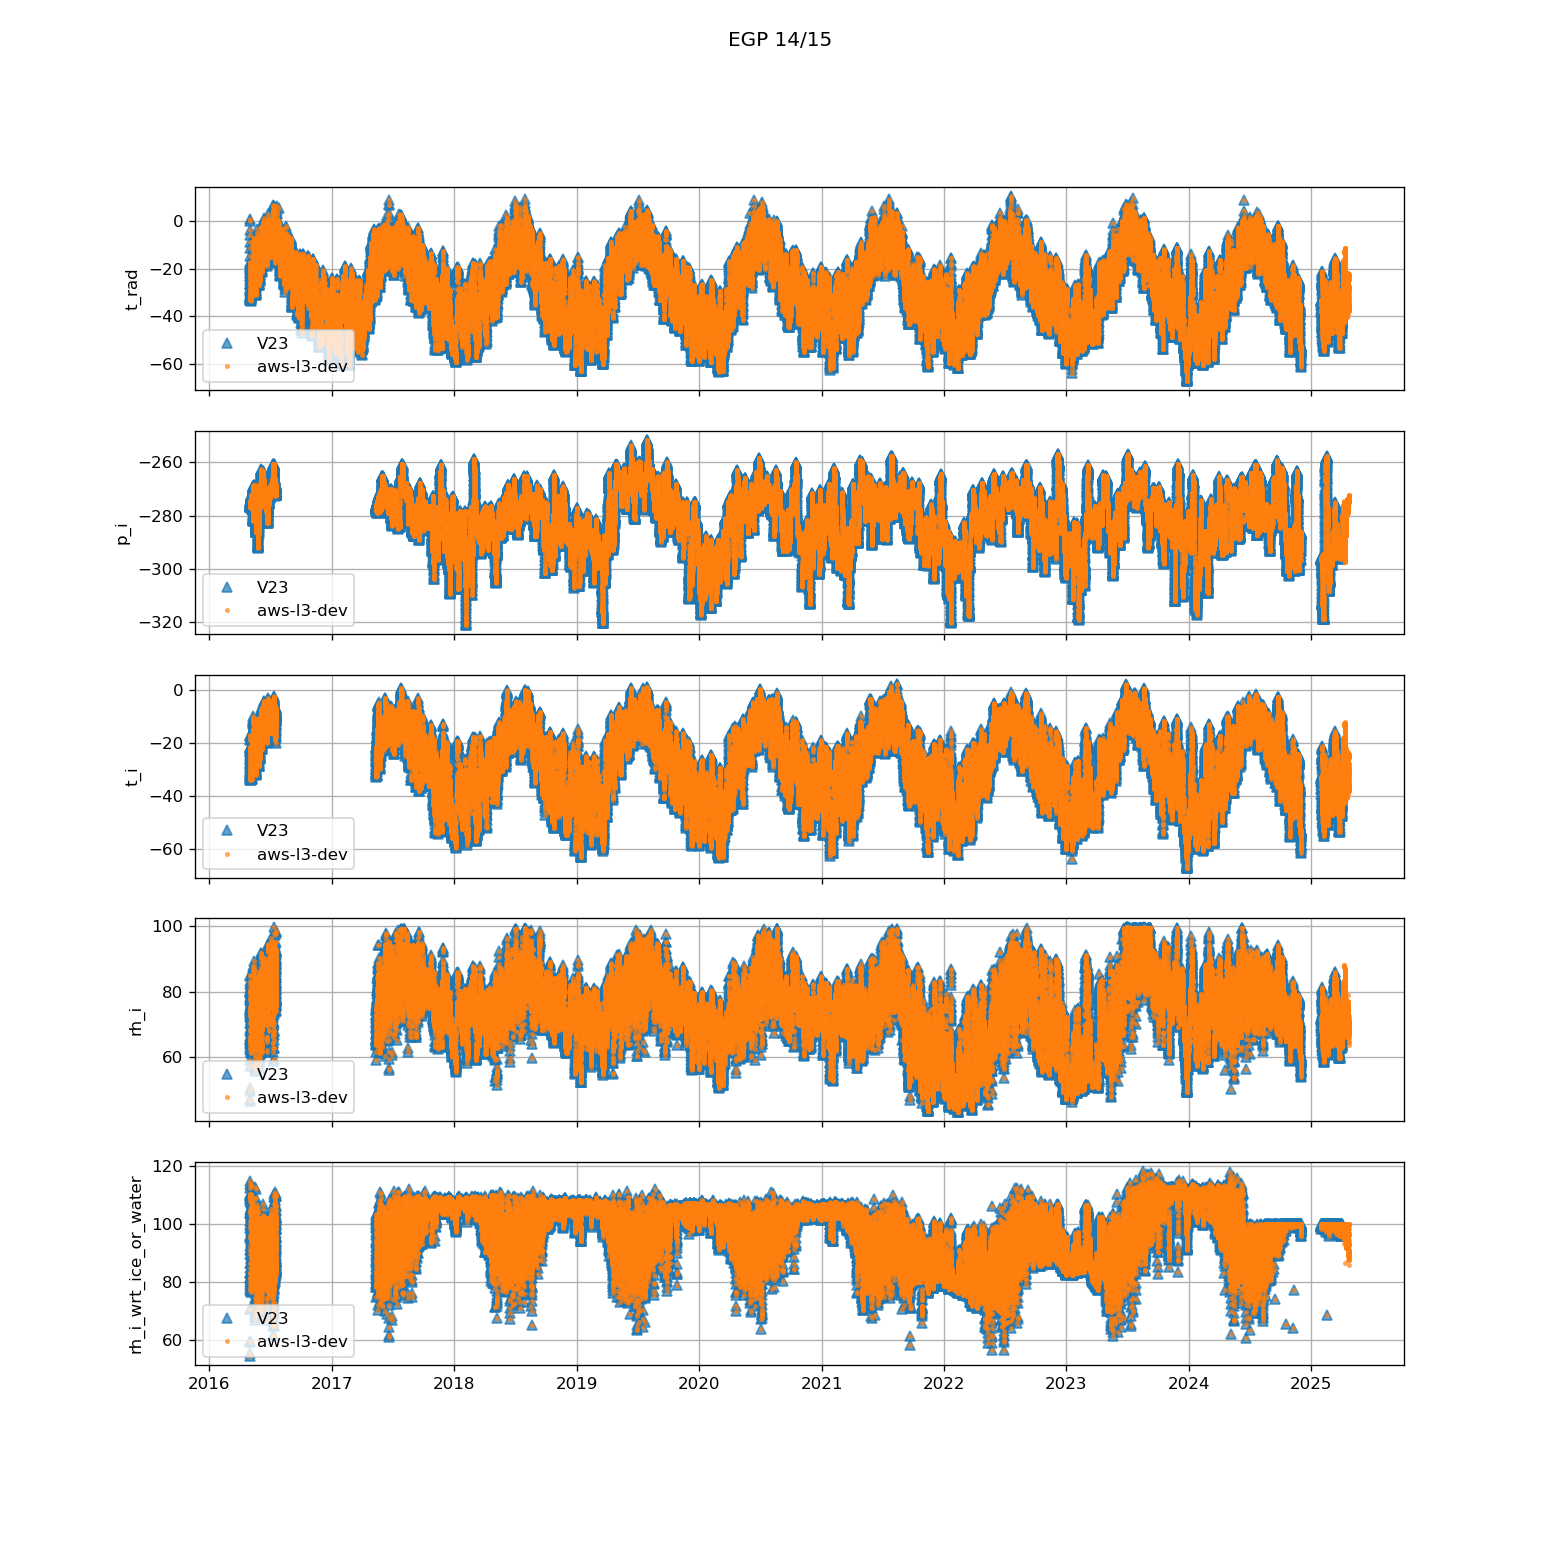 EGP 14/15
0
−20
−40
−60
t_rad
V23
aws-l3-dev
−260
−280
−300
−320
p_i
V23
aws-l3-dev
0
−20
−40
−60
t_i
V23
aws-l3-dev
100
80
60
rh_i
V23
aws-l3-dev
120
100
80
60
rh_i_wrt_ice_or_water
V23
aws-l3-dev
2016 2017 2018 2019 2020 2021 2022 2023 2024 2025